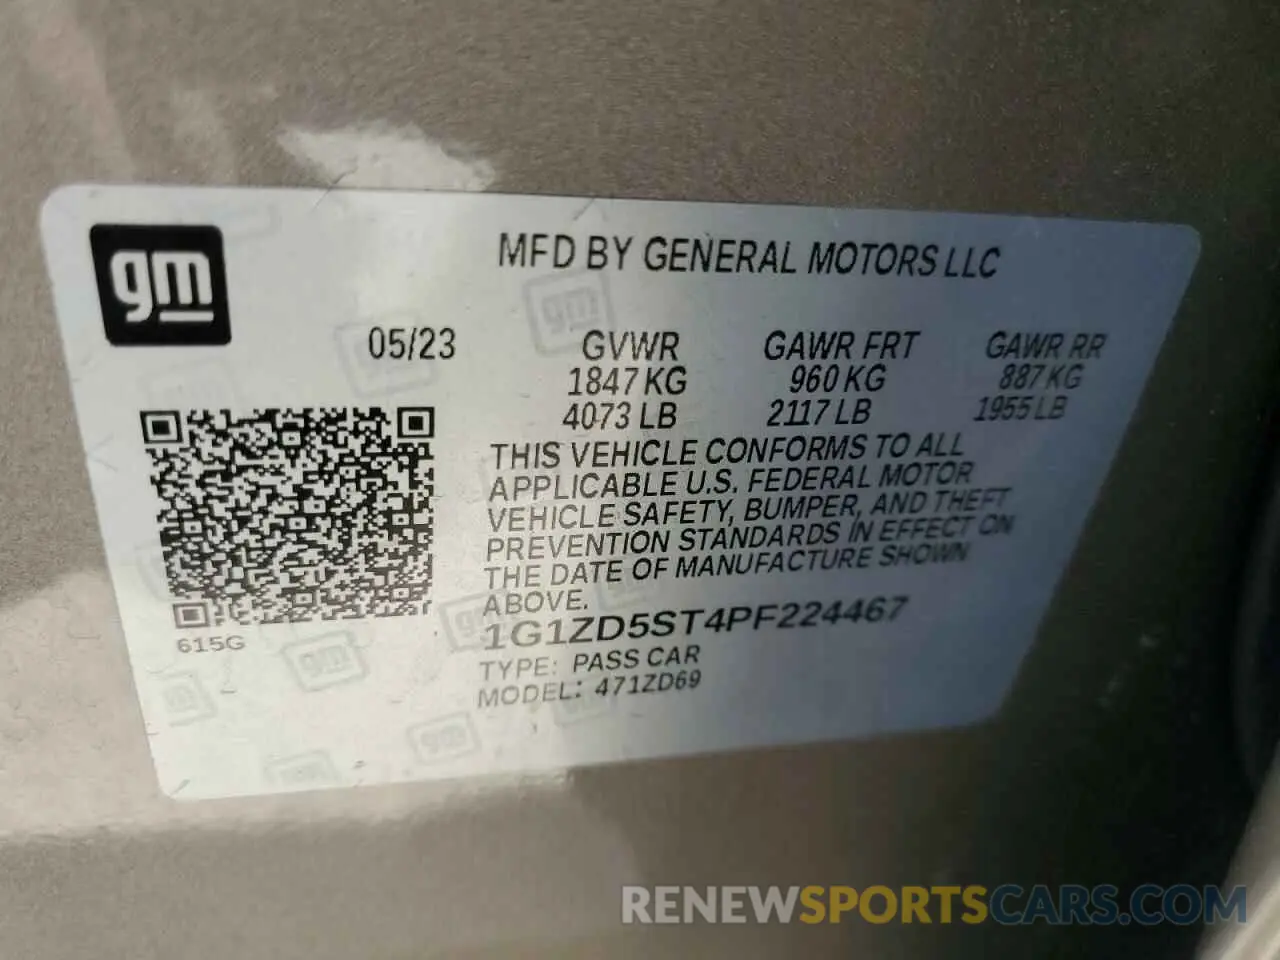 gm
MFD BY GENERAL MOTORS LLC
05/23 GVWR GAWR FRT GAWR RR
1847 KG 960 KG 887 KG
4073 LB 2117 LB 1955 LB
THIS VEHICLE CONFORMS TO ALL
APPLICABLE U.S. FEDERAL MOTOR
VEHICLE SAFETY, BUMPER, AND THEFT
PREVENTION STANDARDS IN EFFECT ON
THE DATE OF MANUFACTURE SHOWN
ABOVE.
1G1ZD5ST4PF224467
TYPE: PASS CAR
MODEL: 471ZD69
615G
RENEWSPORTSCARS.COM